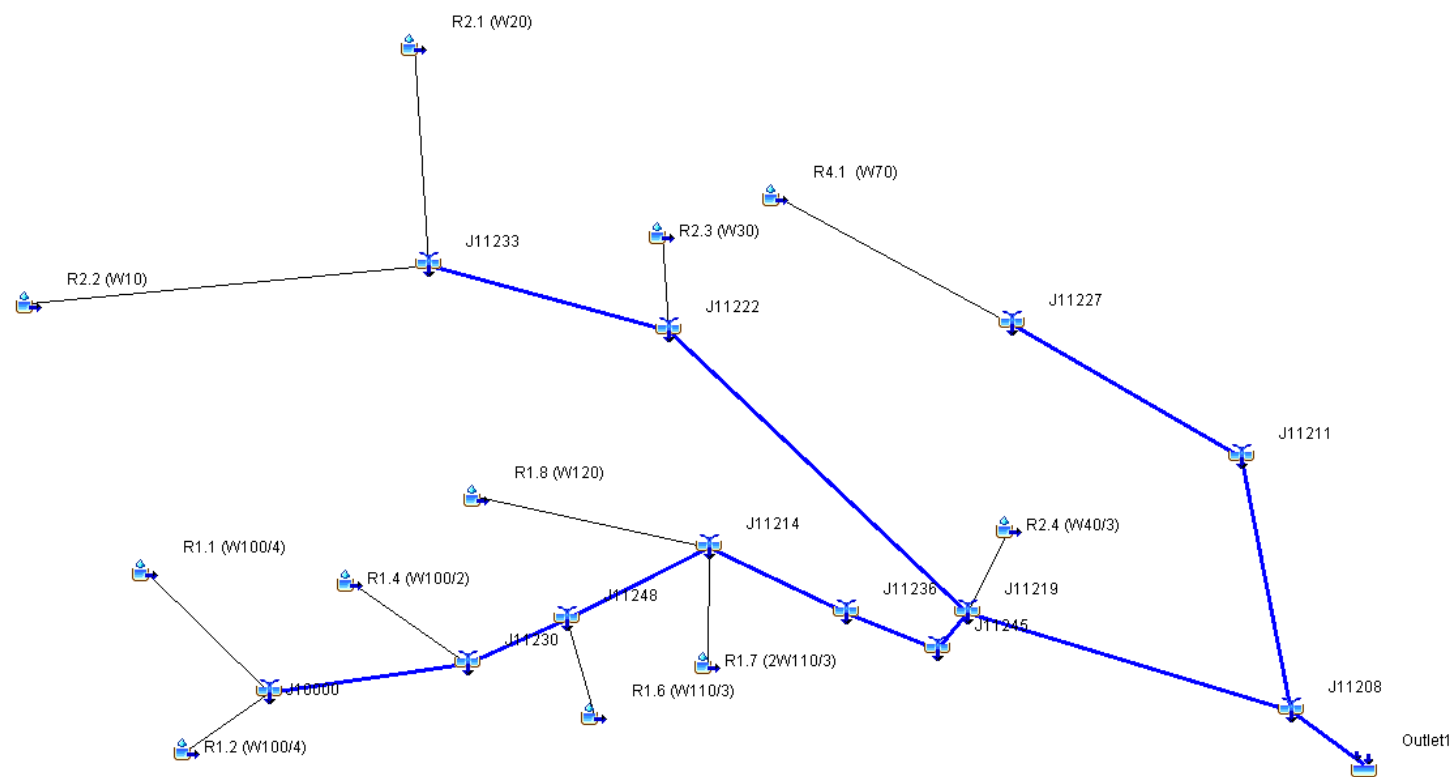 R2.1 (W20)
R4.1 (W70)
R2.3 (W30)
J11233
R2.2 (W10)
J11227
J11222
J11211
R1.8 (W120)
J11214
R2.4 (W40/3)
R1.1 (W100/4)
R1.4 (W100/2)
J11248
J11236
J11219
J11245
J11230
R1.7 (2W110/3)
J10000
R1.6 (W110/3)
J11208
R1.2 (W100/4)
Outlet1